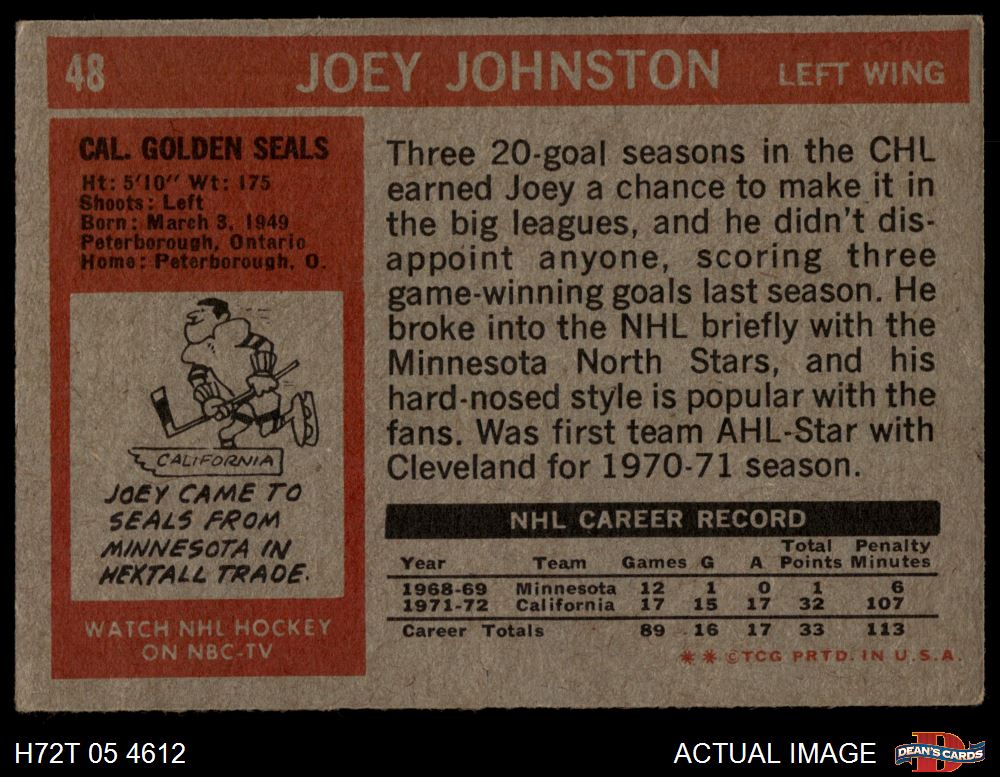 48 JOEY JOHNSTON LEFT WING
CAL. GOLDEN SEALS
Ht: 5'10" Wt: 175
Shoots: Left
Born: March 3, 1949
Peterborough, Ontario
Home: Peterborough, O.
CALIFORNIA
JOEY CAME TO
SEALS FROM
MINNESOTA IN
HEXTALL TRADE.
WATCH NHL HOCKEY
ON NBC-TV
Three 20-goal seasons in the CHL
earned Joey a chance to make it in
the big leagues, and he didn't dis-
appoint anyone, scoring three
game-winning goals last season. He
broke into the NHL briefly with the
Minnesota North Stars, and his
hard-nosed style is popular with the
fans. Was first team AHL-Star with
Cleveland for 1970-71 season.
NHL CAREER RECORD
Year Team Games G A Total Points Penalty Minutes
1968-69 Minnesota 12 1 0 1 6
1971-72 California 17 15 17 32 107
Career Totals 89 16 17 33 113
* * ©TCG PRTD. IN U.S.A.
H72T 05 4612
ACTUAL IMAGE
D
DEAN'S CARDS